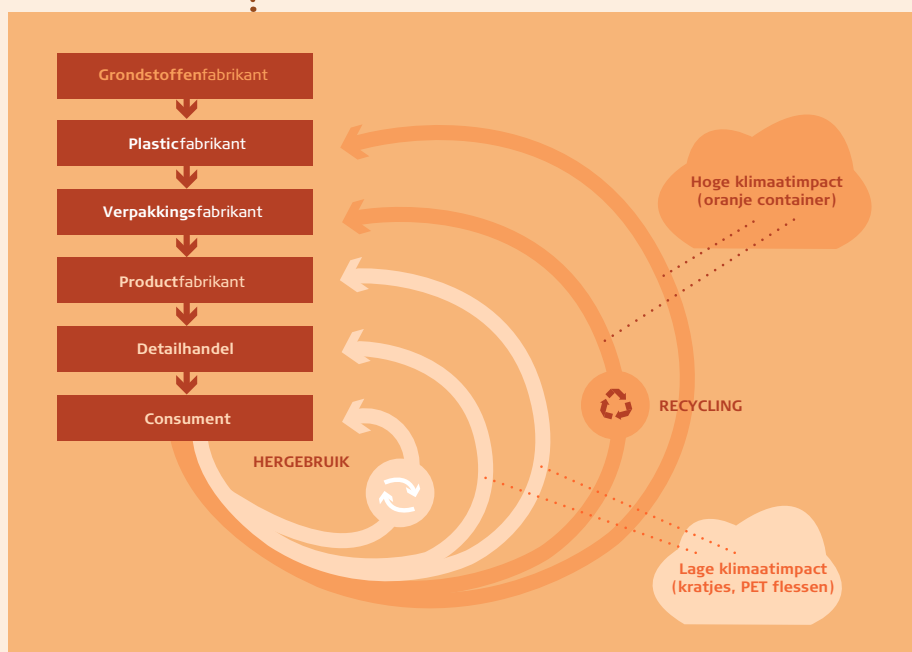 Grondstoffenfabrikant
Plasticfabrikant
Verpakkingsfabrikant
Productfabrikant
Detailhandel
Consument
HERGEBRUIK
Hoge klimaatimpact
(oranje container)
RECYCLING
Lage klimaatimpact
(kratjes, PET flessen)